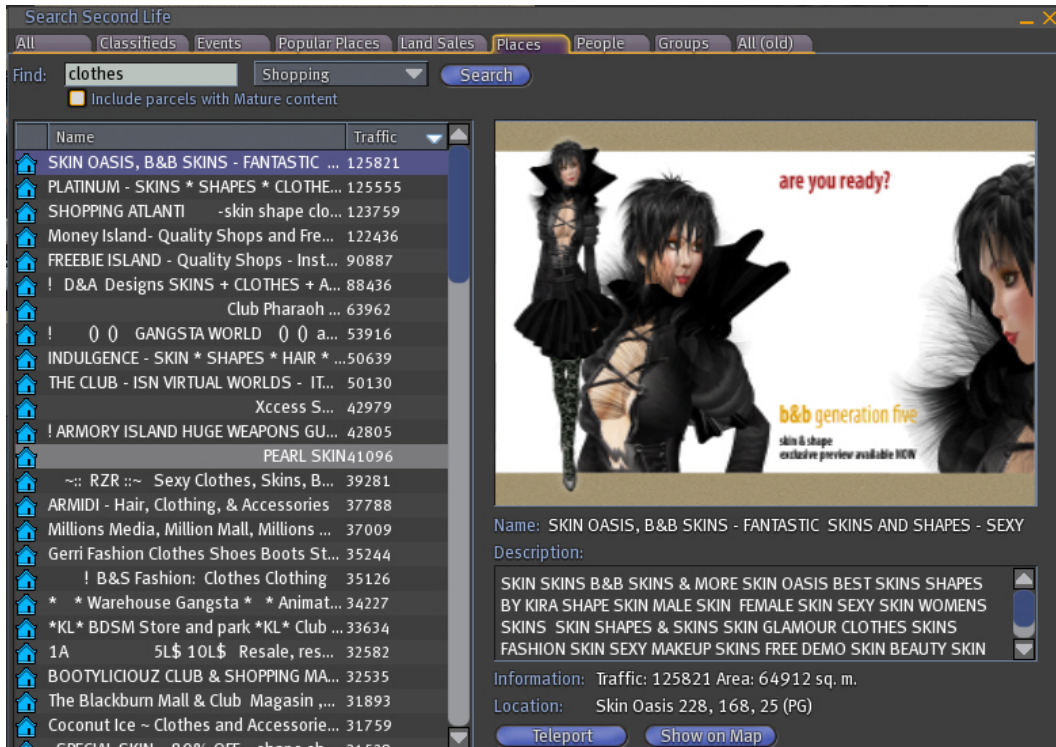 Search Second Life
All Classifieds Events Popular Places Land Sales Places People Groups All (old)
Find: clothes Shopping Search
Include parcels with Mature content
Name Traffic
SKIN OASIS, B&B SKINS - FANTASTIC ... 125821
PLATINUM - SKINS * SHAPES * CLOTHE... 125555
SHOPPING ATLANTI -skin shape clo... 123759
Money Island- Quality Shops and Fre... 122436
FREEBIE ISLAND - Quality Shops - Inst... 90887
! D&A Designs SKINS + CLOTHES + A... 88436
Club Pharaoh ... 63962
! () () GANGSTA WORLD () () a... 53916
INDULGENCE - SKIN * SHAPES * HAIR * ... 50639
THE CLUB - ISN VIRTUAL WORLDS - IT... 50130
Xccess S... 42979
! ARMORY ISLAND HUGE WEAPONS GU... 42805
PEARL SKIN 41096
~:: RZR ::~ Sexy Clothes, Skins, B... 39281
ARMIDI - Hair, Clothing, & Accessories 37788
Millions Media, Million Mall, Millions ... 37009
Gerri Fashion Clothes Shoes Boots St... 35244
! B&S Fashion: Clothes Clothing 35126
* * Warehouse Gangsta * * Animat... 34227
*KL* BDSM Store and park *KL* Club ... 33634
1A 5L$ 10L$ Resale, res... 32582
BOOTYLICIOUZ CLUB & SHOPPING MA... 32535
The Blackburn Mall & Club Magasin ,... 31893
Coconut Ice ~ Clothes and Accessorie... 31759
are you ready?
b&b generation five
skin & shape
exclusive preview available NOW
Name: SKIN OASIS, B&B SKINS - FANTASTIC SKINS AND SHAPES - SEXY
Description:
SKIN SKINS B&B SKINS & MORE SKIN OASIS BEST SKINS SHAPES
BY KIRA SHAPE SKIN MALE SKIN FEMALE SKIN SEXY SKIN WOMENS
SKINS SKIN SHAPES & SKINS SKIN GLAMOUR CLOTHES SKINS
FASHION SKIN SEXY MAKEUP SKINS FREE DEMO SKIN BEAUTY SKIN
Information: Traffic: 125821 Area: 64912 sq. m.
Location: Skin Oasis 228, 168, 25 (PG)
Teleport Show on Map